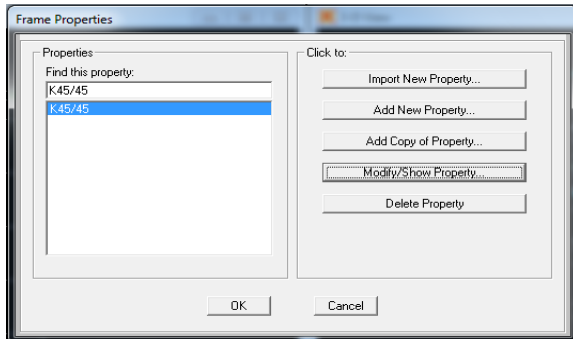 Frame Properties
Properties
Find this property:
K45/45
K45/45
Click to:
Import New Property...
Add New Property...
Add Copy of Property...
Modify/Show Property...
Delete Property
OK
Cancel